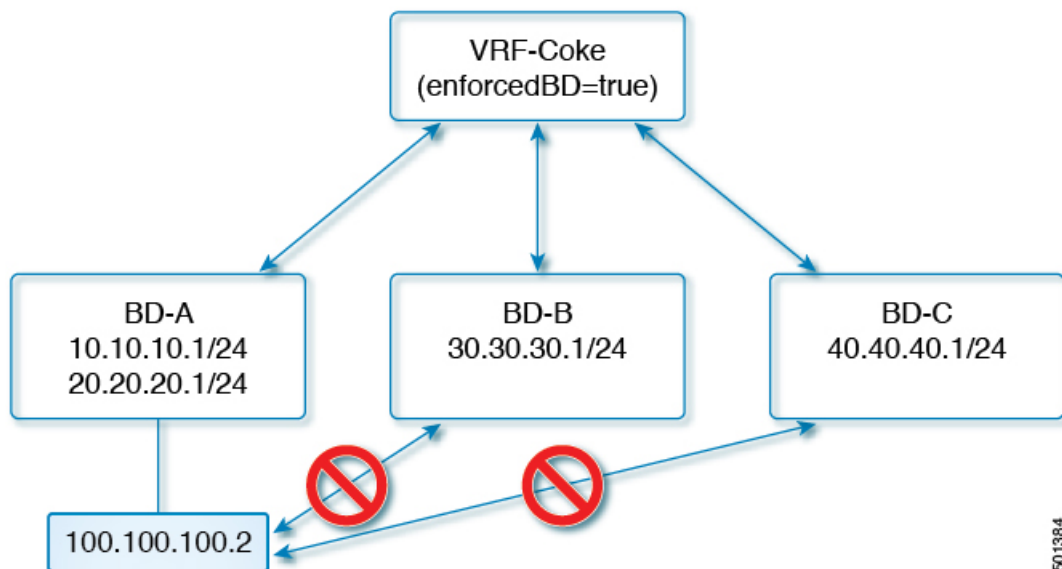 VRF-Coke
(enforcedBD=true)
BD-A
10.10.10.1/24
20.20.20.1/24
BD-B
30.30.30.1/24
BD-C
40.40.40.1/24
100.100.100.2
501384